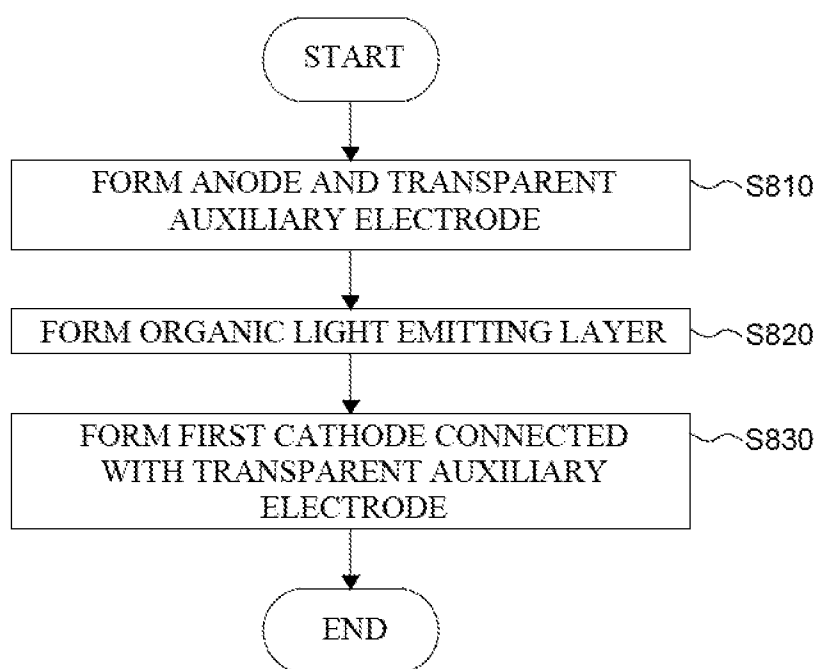 START
FORM ANODE AND TRANSPARENT
AUXILIARY ELECTRODE
S810
FORM ORGANIC LIGHT EMITTING LAYER
S820
FORM FIRST CATHODE CONNECTED
WITH TRANSPARENT AUXILIARY
ELECTRODE
S830
END